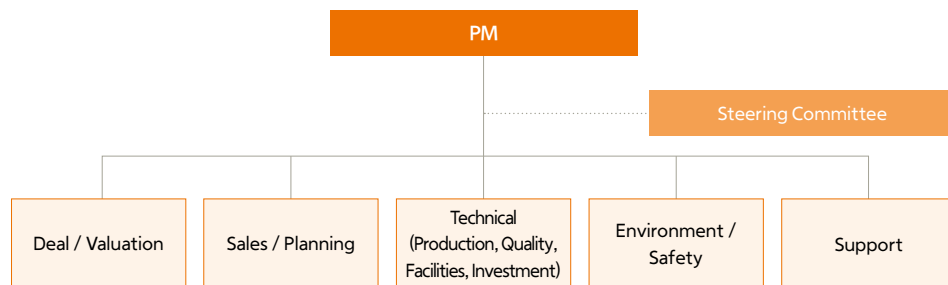 PM
Steering Committee
Deal / Valuation
Sales / Planning
Technical
(Production, Quality,
Facilities, Investment)
Environment /
Safety
Support